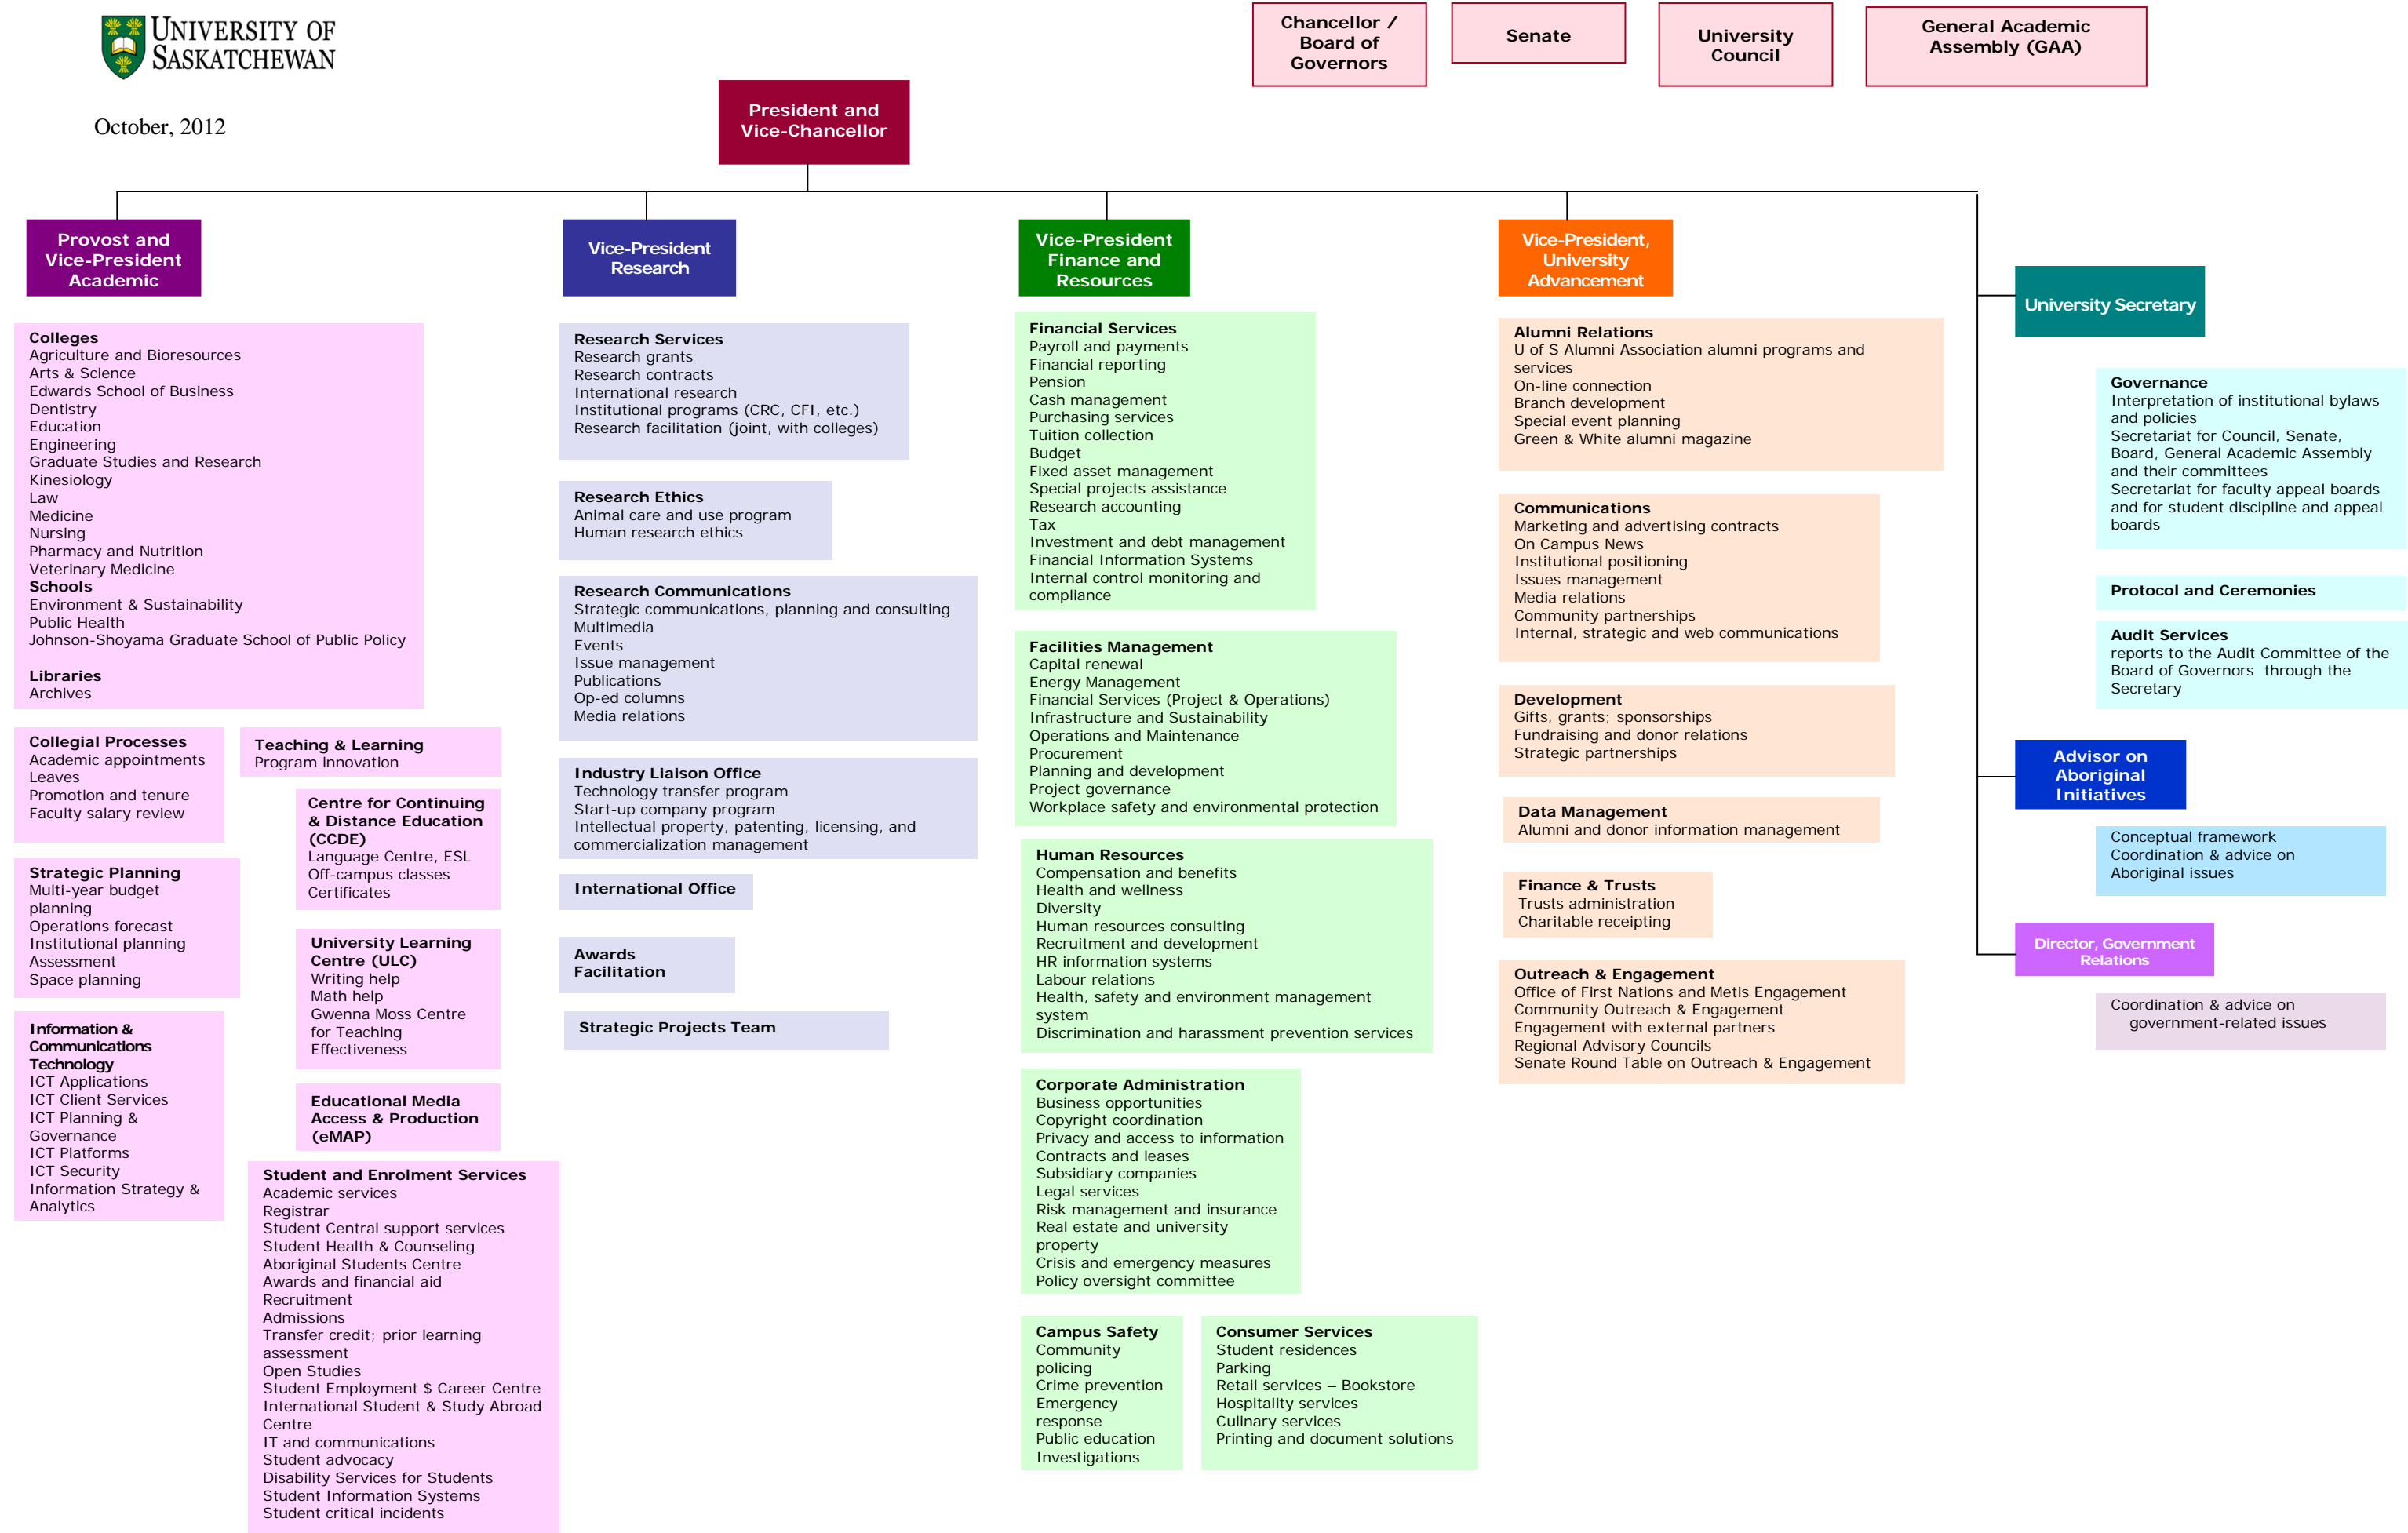 UNIVERSITY OF
SASKATCHEWAN
October, 2012
Chancellor /
Board of
Governors
Senate
University
Council
General Academic
Assembly (GAA)
President and
Vice-Chancellor
Provost and
Vice-President
Academic
Colleges
Agriculture and Bioresources
Arts & Science
Edwards School of Business
Dentistry
Education
Engineering
Graduate Studies and Research
Kinesiology
Law
Medicine
Nursing
Pharmacy and Nutrition
Veterinary Medicine
Schools
Environment & Sustainability
Public Health
Johnson-Shoyama Graduate School of Public Policy
Libraries
Archives
Collegial Processes
Academic appointments
Leaves
Promotion and tenure
Faculty salary review
Strategic Planning
Multi-year budget
planning
Operations forecast
Institutional planning
Assessment
Space planning
Information &
Communications
Technology
ICT Applications
ICT Client Services
ICT Planning &
Governance
ICT Platforms
ICT Security
Information Strategy &
Analytics
Teaching & Learning
Program innovation
Centre for Continuing
& Distance Education
(CCDE)
Language Centre, ESL
Off-campus classes
Certificates
University Learning
Centre (ULC)
Writing help
Math help
Gwenna Moss Centre
for Teaching
Effectiveness
Educational Media
Access & Production
(eMAP)
Student and Enrolment Services
Academic services
Registrar
Student Central support services
Student Health & Counseling
Aboriginal Students Centre
Awards and financial aid
Recruitment
Admissions
Transfer credit; prior learning
assessment
Open Studies
Student Employment $ Career Centre
International Student & Study Abroad
Centre
IT and communications
Student advocacy
Disability Services for Students
Student Information Systems
Student critical incidents
Vice-President
Research
Research Services
Research grants
Research contracts
International research
Institutional programs (CRC, CFI, etc.)
Research facilitation (joint, with colleges)
Research Ethics
Animal care and use program
Human research ethics
Research Communications
Strategic communications, planning and consulting
Multimedia
Events
Issue management
Publications
Op-ed columns
Media relations
Industry Liaison Office
Technology transfer program
Start-up company program
Intellectual property, patenting, licensing, and
commercialization management
International Office
Awards
Facilitation
Strategic Projects Team
Vice-President
Finance and
Resources
Financial Services
Payroll and payments
Financial reporting
Pension
Cash management
Purchasing services
Tuition collection
Budget
Fixed asset management
Special projects assistance
Research accounting
Tax
Investment and debt management
Financial Information Systems
Internal control monitoring and
compliance
Facilities Management
Capital renewal
Energy Management
Financial Services (Project & Operations)
Infrastructure and Sustainability
Operations and Maintenance
Procurement
Planning and development
Project governance
Workplace safety and environmental protection
Human Resources
Compensation and benefits
Health and wellness
Diversity
Human resources consulting
Recruitment and development
HR information systems
Labour relations
Health, safety and environment management
system
Discrimination and harassment prevention services
Corporate Administration
Business opportunities
Copyright coordination
Privacy and access to information
Contracts and leases
Subsidiary companies
Legal services
Risk management and insurance
Real estate and university
property
Crisis and emergency measures
Policy oversight committee
Campus Safety
Community
policing
Crime prevention
Emergency
response
Public education
Investigations
Consumer Services
Student residences
Parking
Retail services – Bookstore
Hospitality services
Culinary services
Printing and document solutions
Vice-President,
University
Advancement
Alumni Relations
U of S Alumni Association alumni programs and
services
On-line connection
Branch development
Special event planning
Green & White alumni magazine
Communications
Marketing and advertising contracts
On Campus News
Institutional positioning
Issues management
Media relations
Community partnerships
Internal, strategic and web communications
Development
Gifts, grants; sponsorships
Fundraising and donor relations
Strategic partnerships
Data Management
Alumni and donor information management
Finance & Trusts
Trusts administration
Charitable receipting
Outreach & Engagement
Office of First Nations and Metis Engagement
Community Outreach & Engagement
Engagement with external partners
Regional Advisory Councils
Senate Round Table on Outreach & Engagement
University Secretary
Governance
Interpretation of institutional bylaws
and policies
Secretariat for Council, Senate,
Board, General Academic Assembly
and their committees
Secretariat for faculty appeal boards
and for student discipline and appeal
boards
Protocol and Ceremonies
Audit Services
reports to the Audit Committee of the
Board of Governors through the
Secretary
Advisor on
Aboriginal
Initiatives
Conceptual framework
Coordination & advice on
Aboriginal issues
Director, Government
Relations
Coordination & advice on
government-related issues